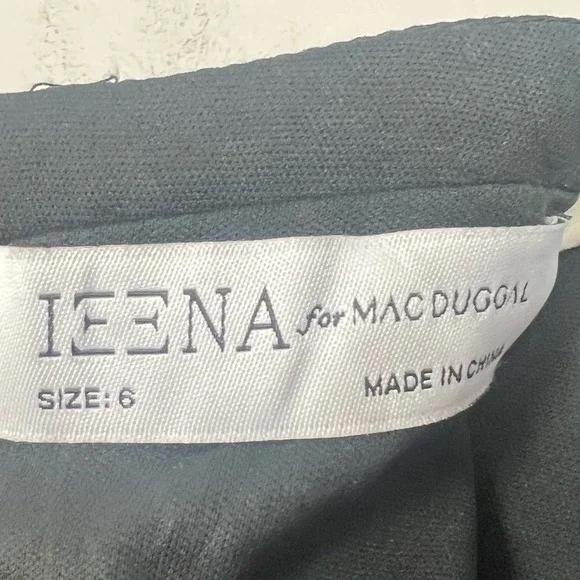 IEENA for MAC DUGGAL
SIZE: 6
MADE IN CHINA